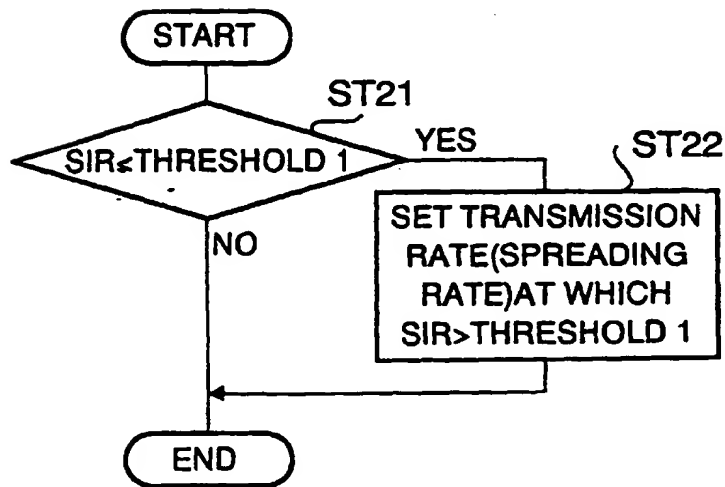 START
ST21
SIR≤THRESHOLD 1
YES
ST22
SET TRANSMISSION
RATE(SPREADING
RATE)AT WHICH
SIR>THRESHOLD 1
NO
END